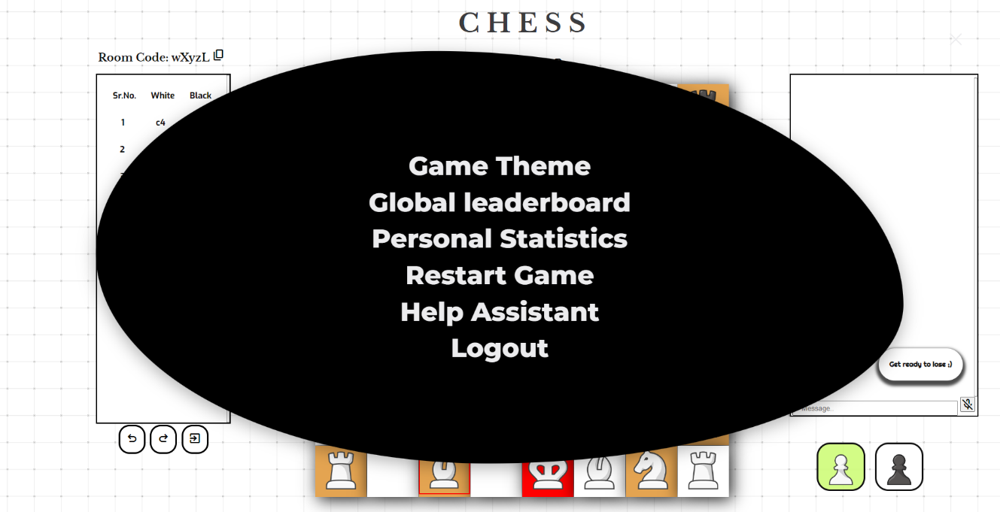 CHESS
Room Code: wXyzL
Sr.No. White Black
1 c4
2
Game Theme
Global leaderboard
Personal Statistics
Restart Game
Help Assistant
Logout
Get ready to lose ;)
Message..